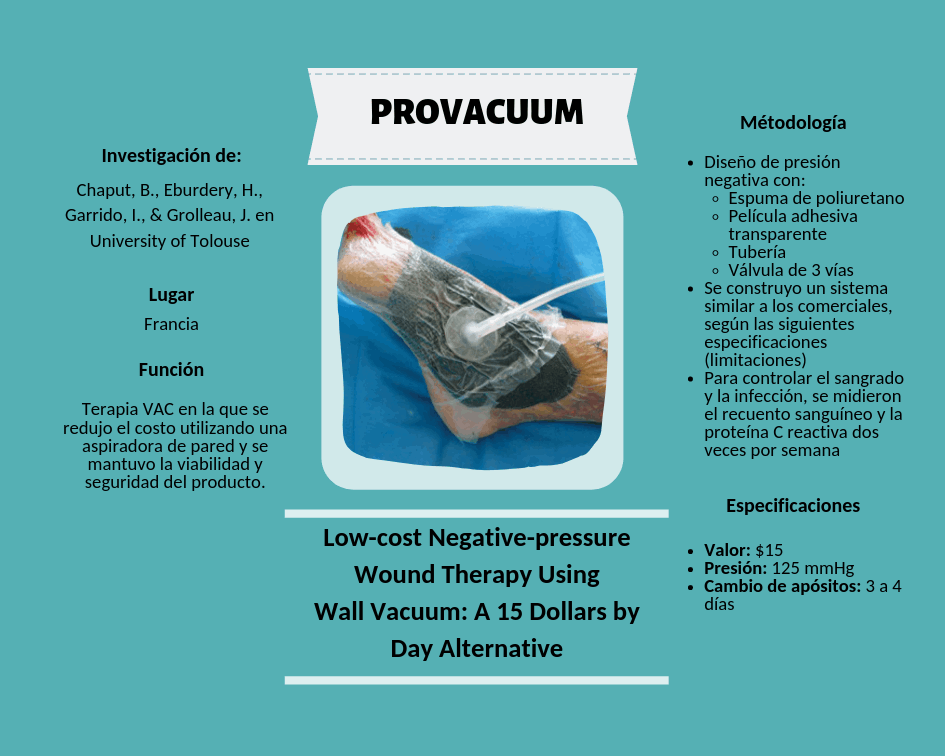 PROVACUUM
Investigación de:
Chaput, B., Eburdery, H.,
Garrido, I., & Grolleau, J. en
University of Tolouse
Lugar
Francia
Función
Terapia VAC en la que se
redujo el costo utilizando una
aspiradora de pared y se
mantuvo la viabilidad y
seguridad del producto.
Low-cost Negative-pressure
Wound Therapy Using
Wall Vacuum: A 15 Dollars by
Day Alternative
Métodología
• Diseño de presión
negativa con:
◦ Espuma de poliuretano
◦ Película adhesiva
transparente
◦ Tubería
◦ Válvula de 3 vías
• Se construyo un sistema
similar a los comerciales,
según las siguientes
especificaciones
(limitaciones)
• Para controlar el sangrado
y la infección, se midieron
el recuento sanguíneo y la
proteína C reactiva dos
veces por semana
Especificaciones
• Valor: $15
• Presión: 125 mmHg
• Cambio de apósitos: 3 a 4
días